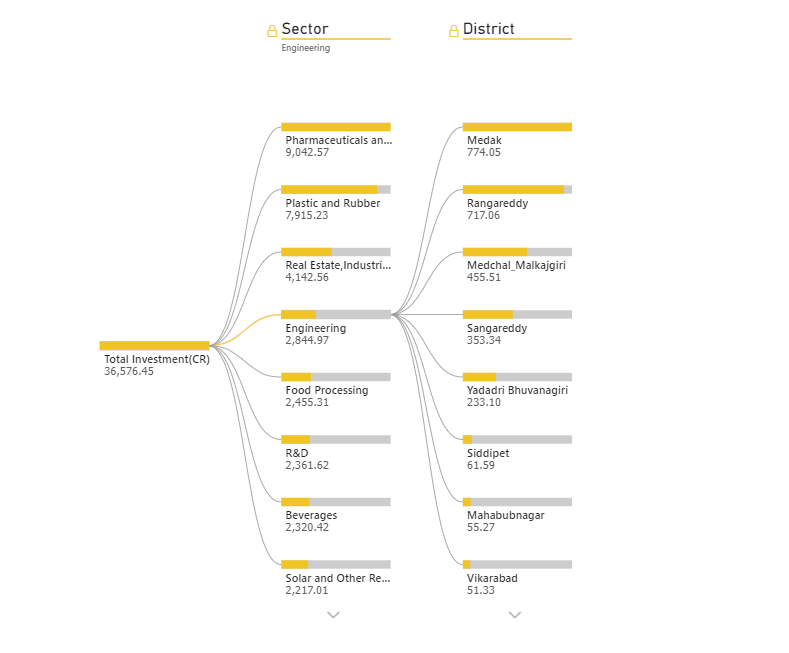 Sector
Engineering
District
Total Investment(CR)
36,576.45
Pharmaceuticals an...
9,042.57
Plastic and Rubber
7,915.23
Real Estate,Industri...
4,142.56
Engineering
2,844.97
Food Processing
2,455.31
R&D
2,361.62
Beverages
2,320.42
Solar and Other Re...
2,217.01
Medak
774.05
Rangareddy
717.06
Medchal_Malkajgiri
455.51
Sangareddy
353.34
Yadadri Bhuvanagiri
233.10
Siddipet
61.59
Mahabubnagar
55.27
Vikarabad
51.33